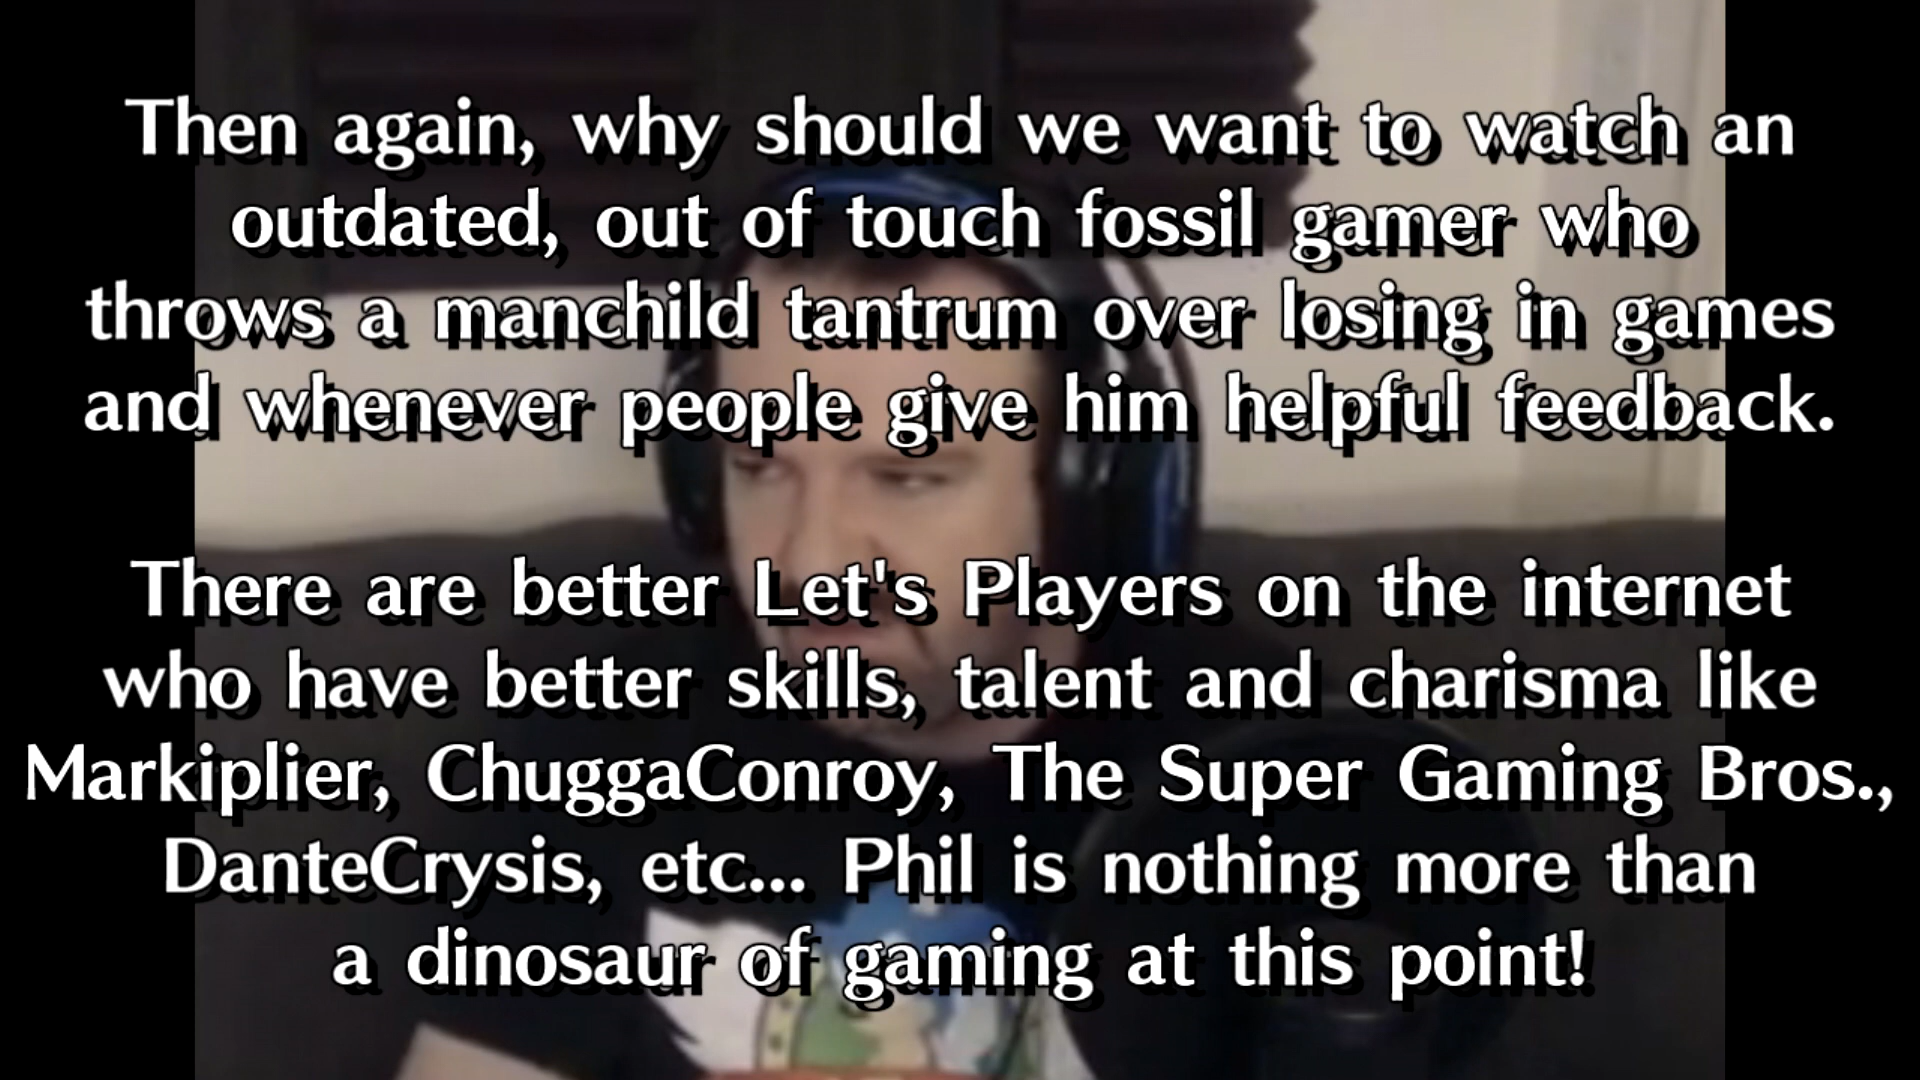 Then again, why should we want to watch an
outdated, out of touch fossil gamer who
throws a manchild tantrum over losing in games
and whenever people give him helpful feedback.
There are better Let's Players on the internet
who have better skills, talent and charisma like
Markiplier, ChuggaConroy, The Super Gaming Bros.,
DanteCrysis, etc... Phil is nothing more than
a dinosaur of gaming at this point!